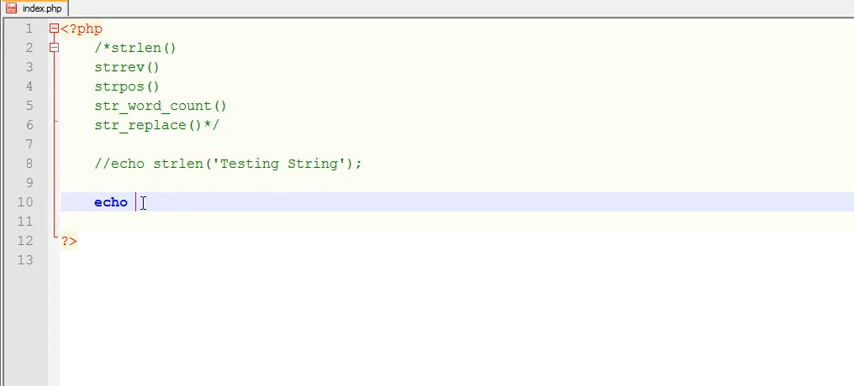 index.php
1 <?php
2 /*strlen()
3 strrev()
4 strpos()
5 str_word_count()
6 str_replace()*/
7
8 //echo strlen('Testing String');
9
10 echo
11
12 ?>
13